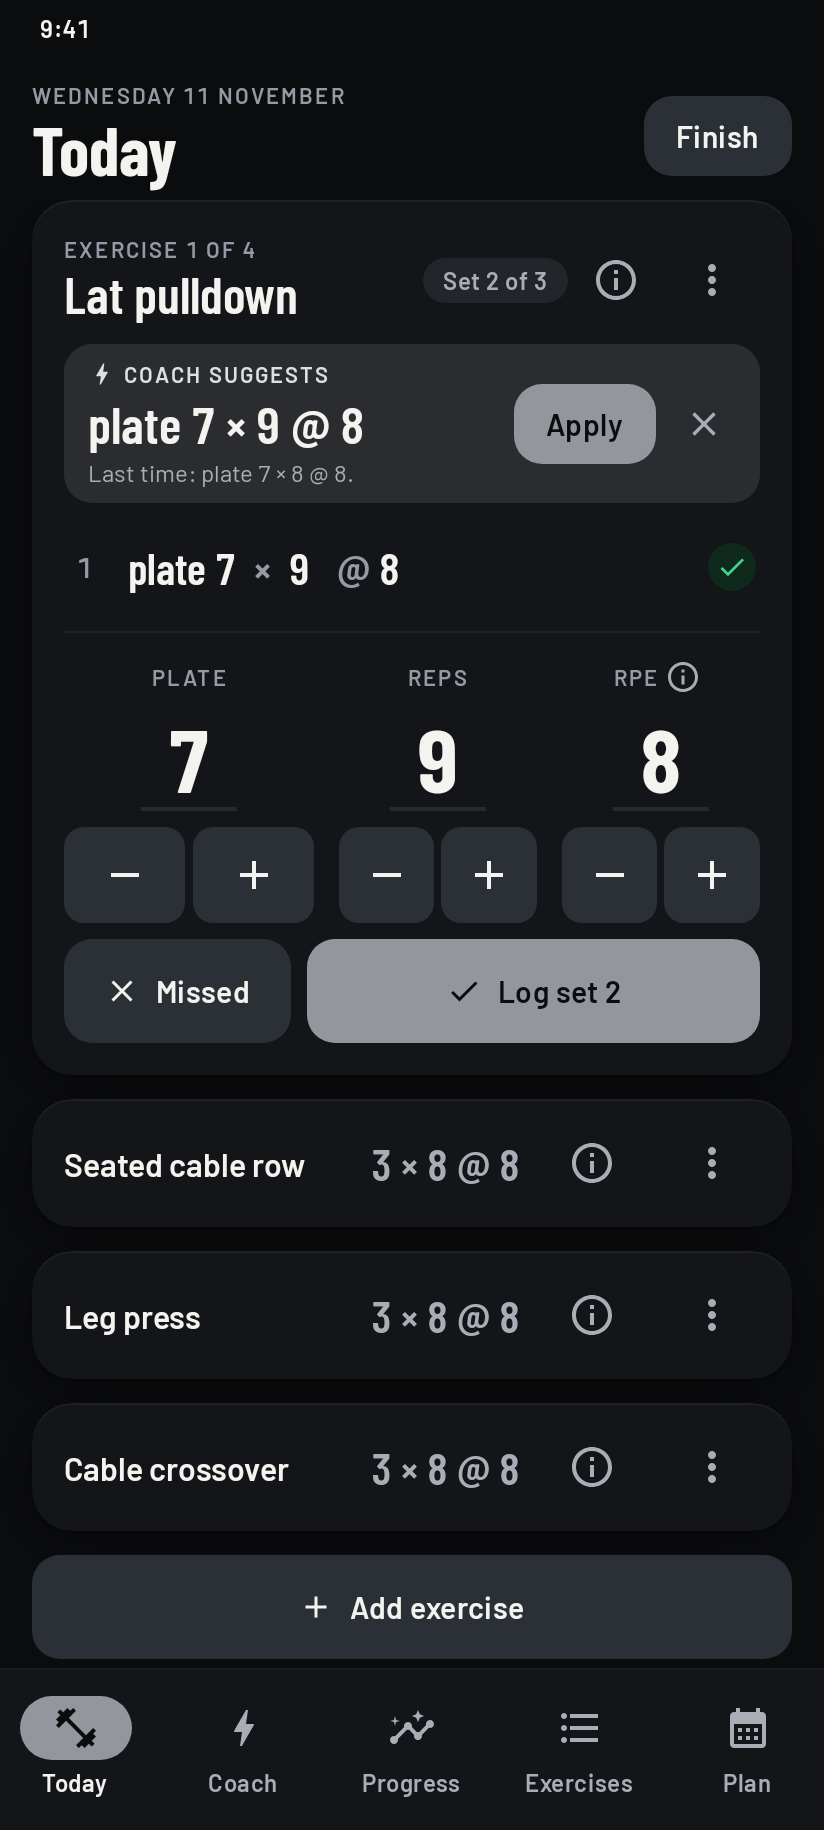 9:41
WEDNESDAY 11 NOVEMBER
Today
Finish
EXERCISE 1 OF 4
Lat pulldown
Set 2 of 3
COACH SUGGESTS
plate 7 × 9 @ 8
Last time: plate 7 × 8 @ 8.
Apply
1 plate 7 × 9 @ 8
PLATE REPS RPE
7 9 8
Missed
Log set 2
Seated cable row 3 × 8 @ 8
Leg press 3 × 8 @ 8
Cable crossover 3 × 8 @ 8
Add exercise
Today Coach Progress Exercises Plan